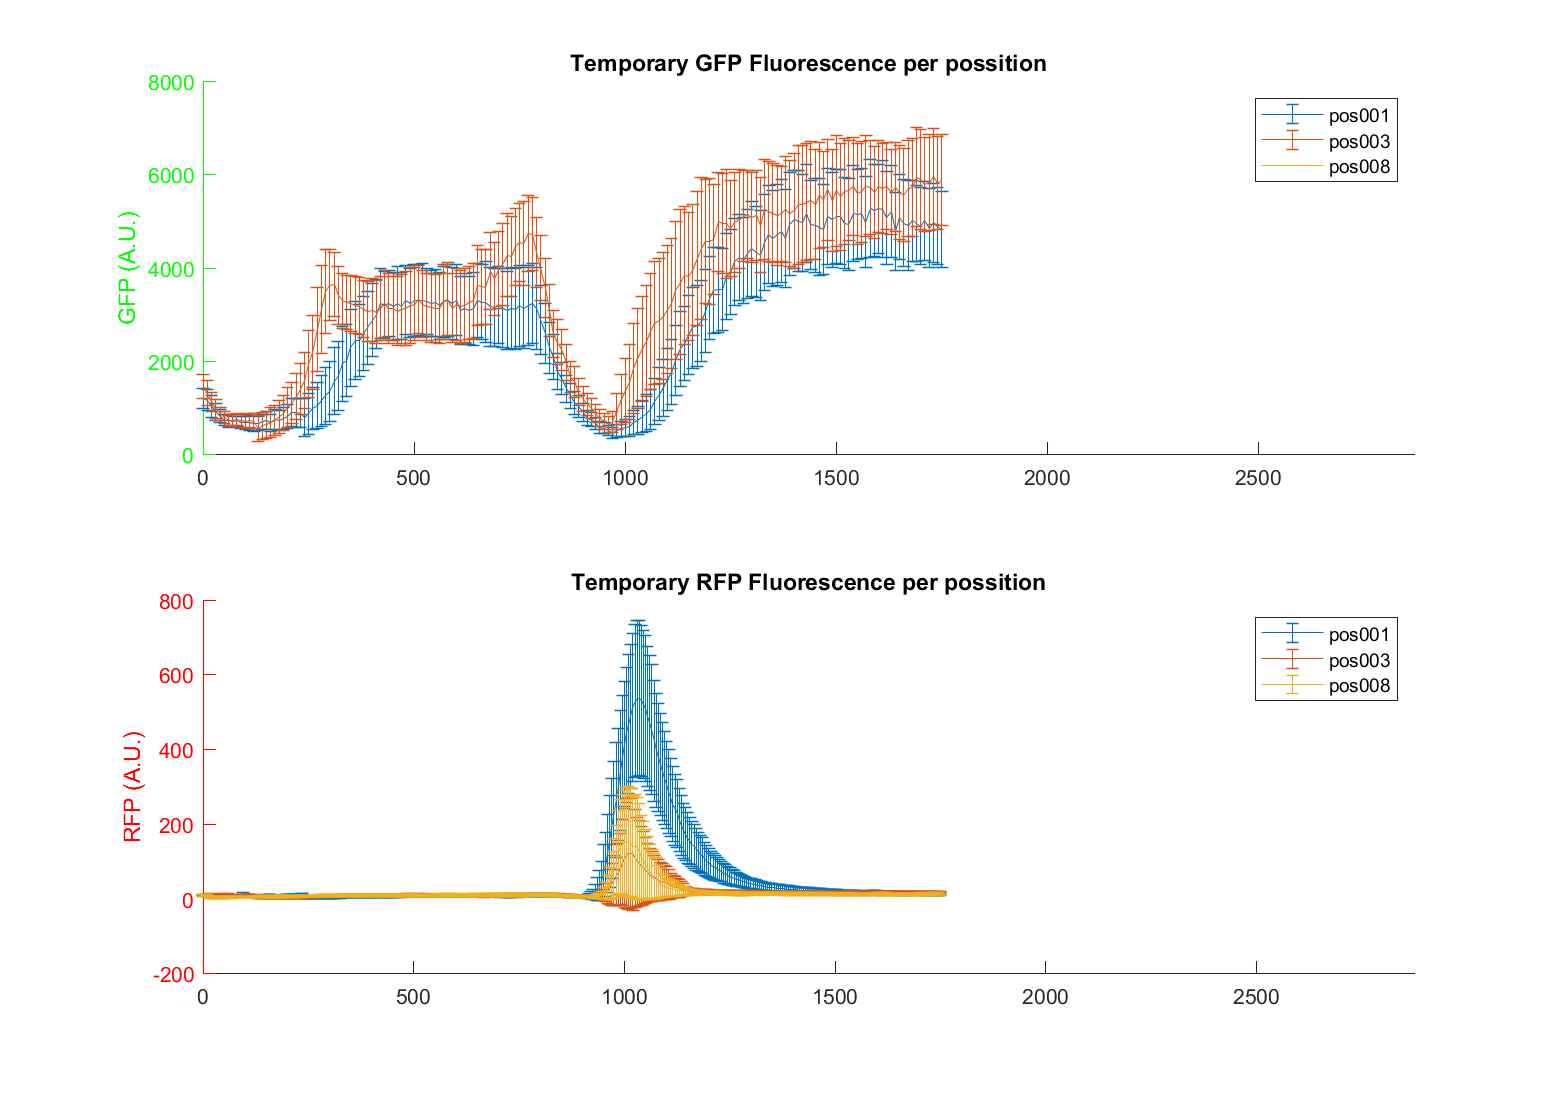 Temporary GFP Fluorescence per possition
8000
6000
4000
2000
0
GFP (A.U.)
0 500 1000 1500 2000 2500
pos001
pos003
pos008
Temporary RFP Fluorescence per possition
800
600
400
200
0
-200
RFP (A.U.)
0 500 1000 1500 2000 2500
pos001
pos003
pos008